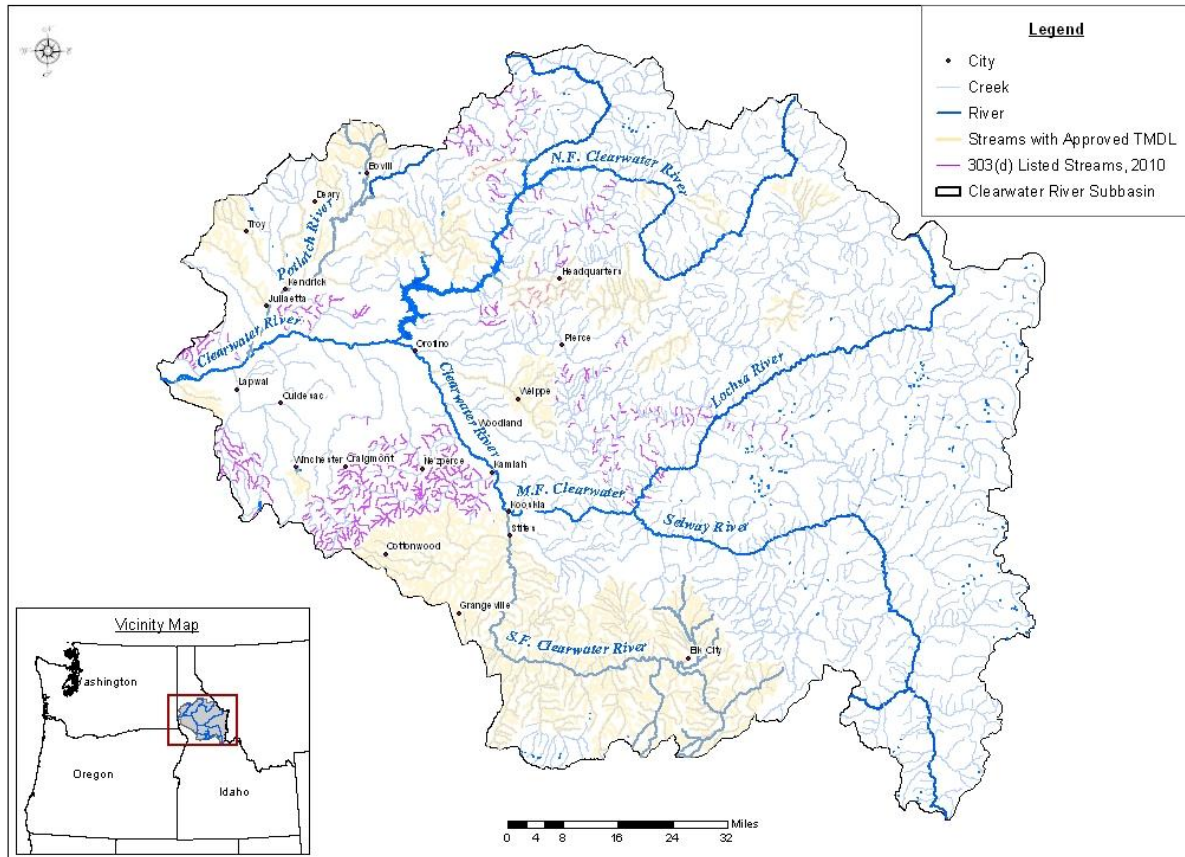 Legend
City
Creek
River
Streams with Approved TMDL
303(d) Listed Streams, 2010
Clearwater River Subbasin
N.F. Clearwater River
Bovill
Deary
Troy
Potlatch River
Kendrick
Juliaetta
Headquarters
Clearwater River
Orofino
Pierce
Lapwai
Culdesac
Clearwater River
Weippe
Woodland
Lochsa River
Winchester
Craigmont
Nezperce
Kamiah
M.F. Clearwater
Kooskia
Stites
Selway River
Cottonwood
Grangeville
S.F. Clearwater River
Elk City
Vicinity Map
Washington
Oregon
Idaho
Miles
0 4 8 16 24 32